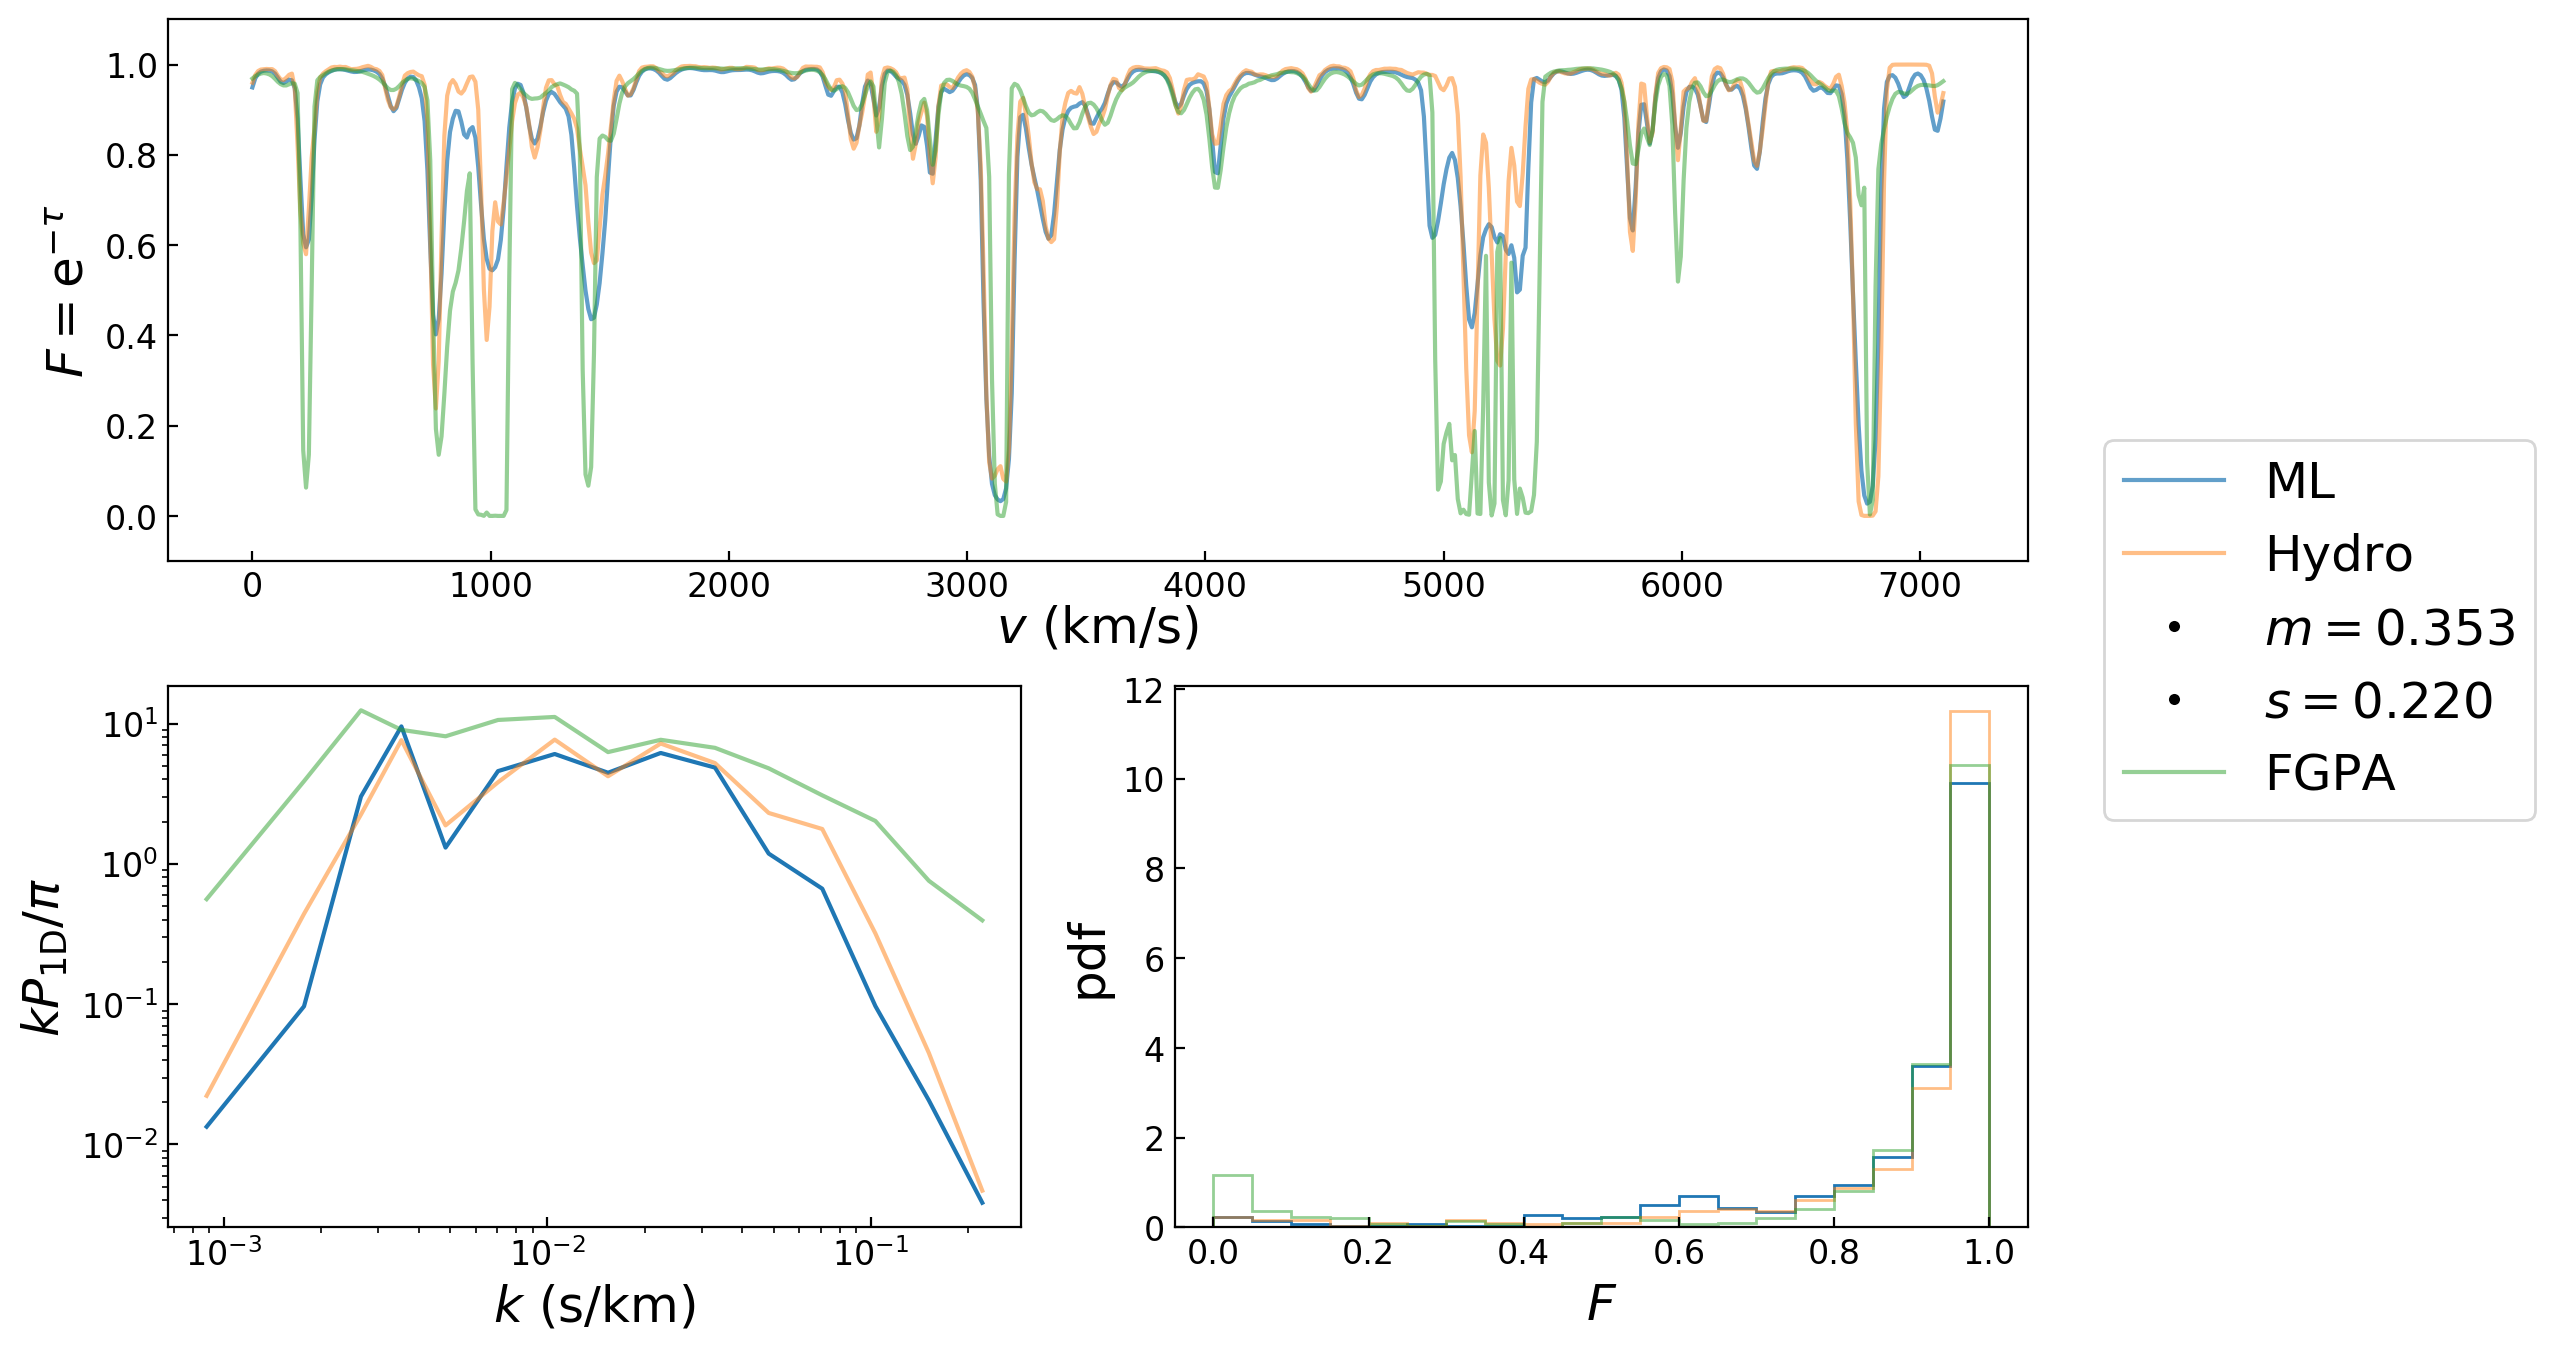 1.0
0.8
0.6
0.4
0.2
0.0
F = e^{−τ}
0 1000 2000 3000 4000 5000 6000 7000
v (km/s)
10^1
10^0
10^{−1}
10^{−2}
kP_{1D}/π
10^{−3} 10^{−2} 10^{−1}
k (s/km)
12
10
8
6
4
2
0
pdf
0.0 0.2 0.4 0.6 0.8 1.0
F
ML
Hydro
m = 0.353
s = 0.220
FGPA